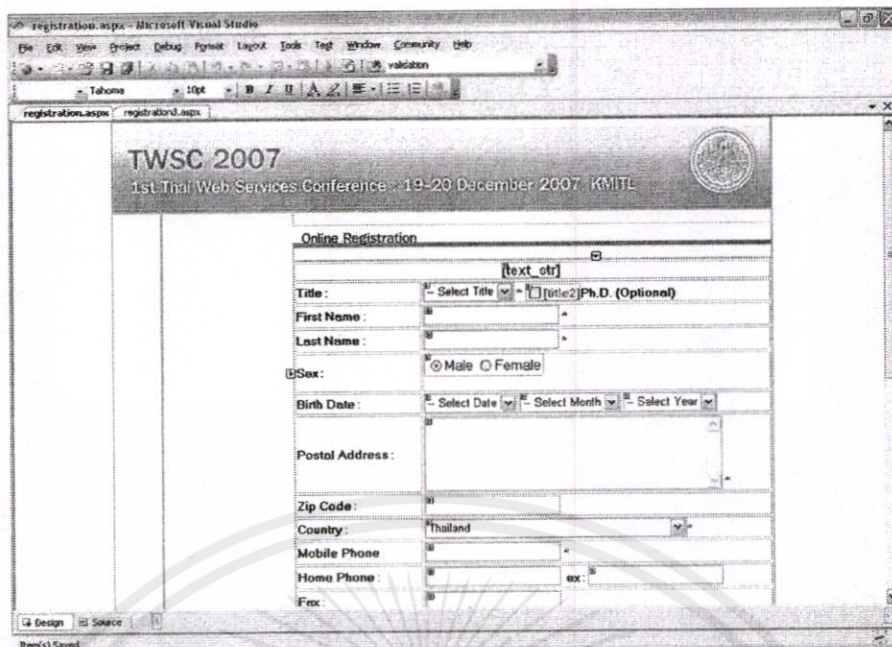 registration.aspx - Microsoft Visual Studio
File Edit View Project Debug Format Layout Tools Test Window Community Help
validation
Tahoma 10pt B I U A
registration.aspx registration3.aspx
TWSC 2007
1st Thai Web Services Conference : 19-20 December 2007 KMITL
Online Registration
[text_ctr]
Title : -- Select Title * [title2]Ph.D. (Optional)
First Name : *
Last Name : *
Sex : Male Female
Birth Date : -- Select Date -- Select Month -- Select Year
Postal Address : *
Zip Code :
Country : Thailand *
Mobile Phone *
Home Phone : ex:
Fax :
Design Source
Item(s) Saved